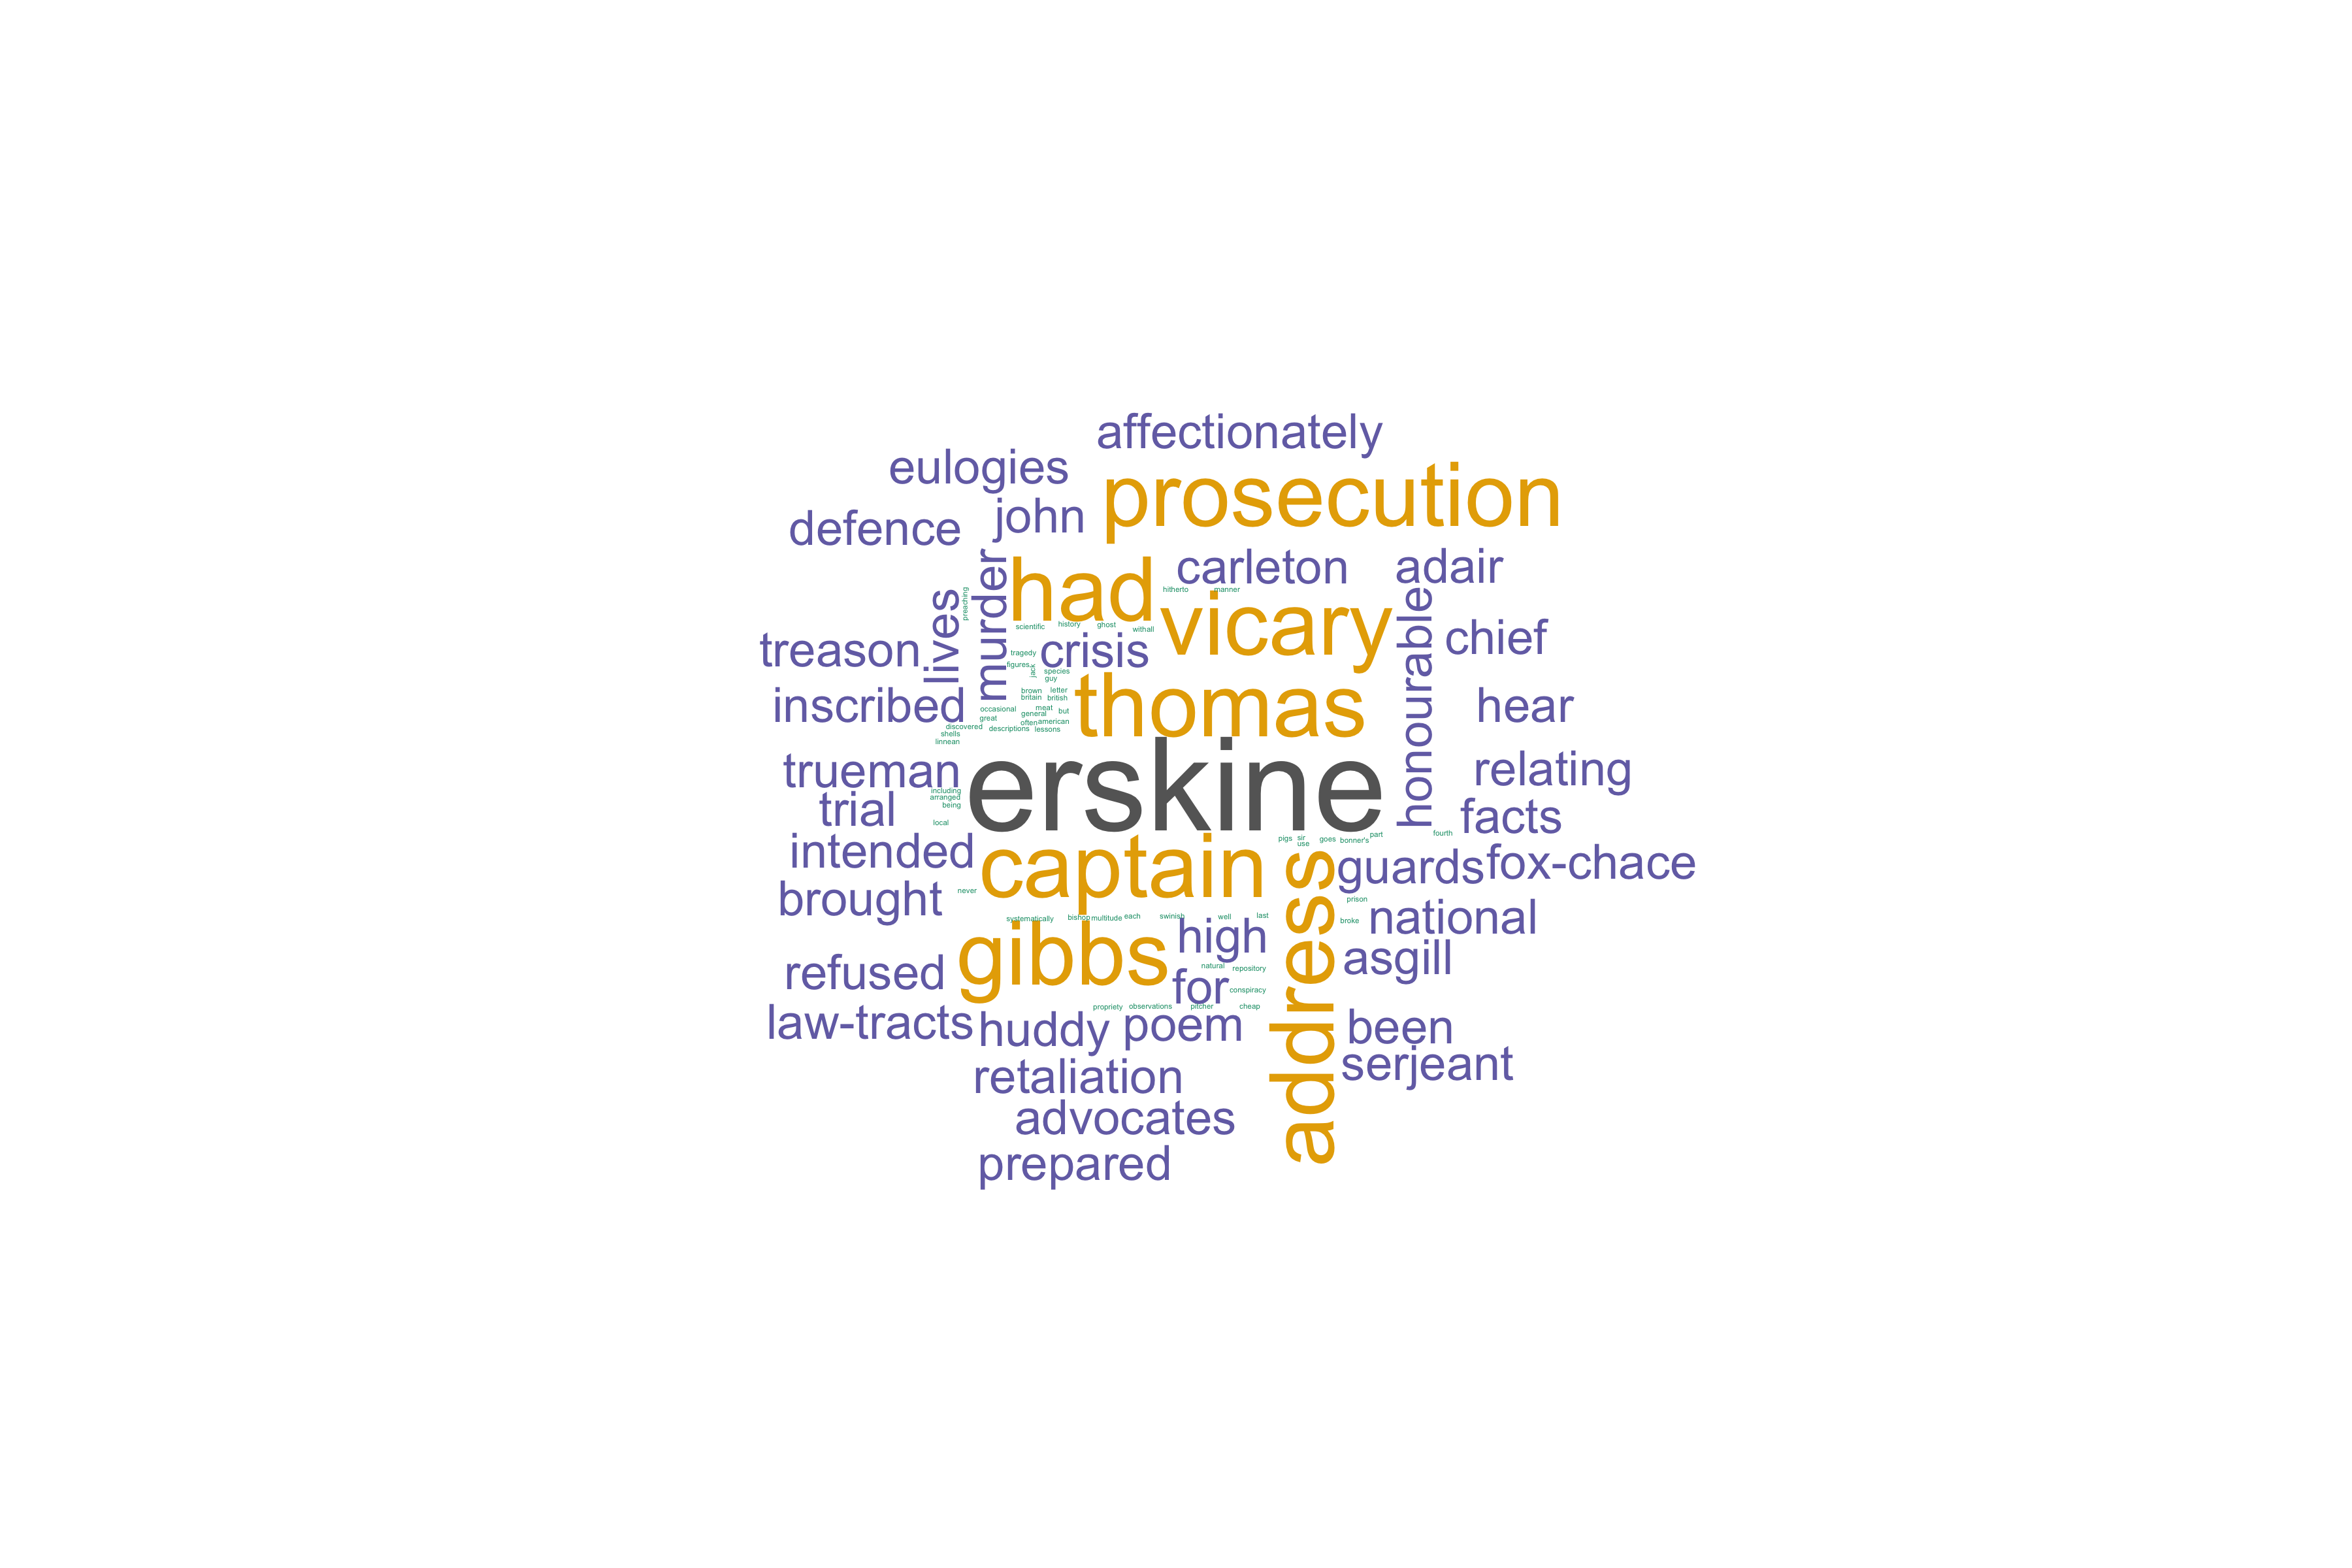 affectionately
eulogies
prosecution
john
defence
had
carleton
adair
murder
hitherto
manner
preaching
lives
vicary
honourable
scientific
history
ghost
withall
treason
crisis
chief
tragedy
figures
jack
species
guy
thomas
brown
letter
britain
british
inscribed
hear
occasional
meat
but
general
great
often
american
discovered
descriptions
lessons
shells
linnean
erskine
trueman
relating
including
arranged
being
trial
facts
local
pigs
sir
goes
bonner's
part
fourth
use
intended
captain
address
guards
fox-chace
never
brought
prison
systematically
bishop
multitude
each
swinish
well
last
broke
national
high
gibbs
asgill
natural
repository
refused
for
conspiracy
propriety
observations
pitcher
cheap
law-tracts
huddy
poem
been
serjeant
retaliation
advocates
prepared